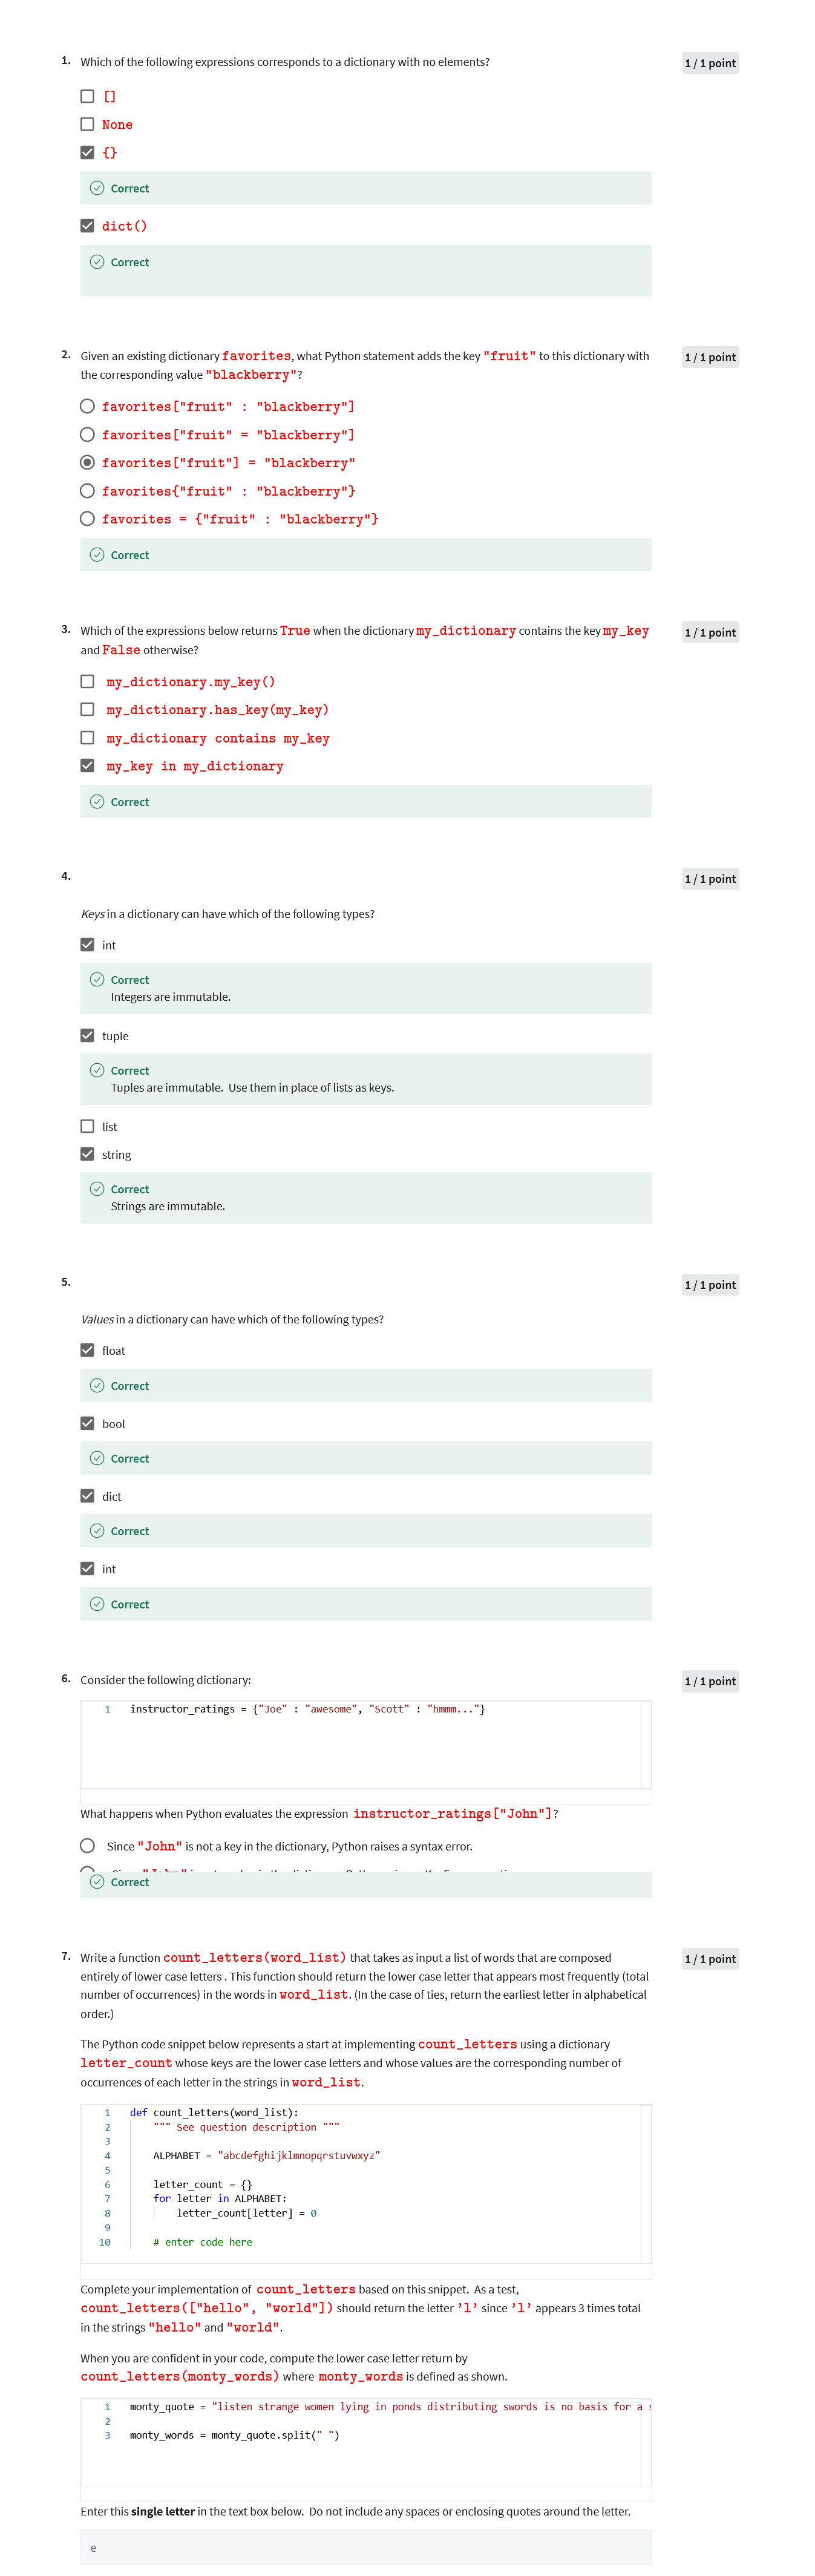 1. Which of the following expressions corresponds to a dictionary with no elements? 1 / 1 point
[]
None
{}
Correct
dict()
Correct
2. Given an existing dictionary favorites, what Python statement adds the key "fruit" to this dictionary with 1 / 1 point
the corresponding value "blackberry"?
favorites["fruit" : "blackberry"]
favorites["fruit" = "blackberry"]
favorites["fruit"] = "blackberry"
favorites{"fruit" : "blackberry"}
favorites = {"fruit" : "blackberry"}
Correct
3. Which of the expressions below returns True when the dictionary my_dictionary contains the key my_key 1 / 1 point
and False otherwise?
my_dictionary.my_key()
my_dictionary.has_key(my_key)
my_dictionary contains my_key
my_key in my_dictionary
Correct
4. 1 / 1 point
Keys in a dictionary can have which of the following types?
int
Correct
Integers are immutable.
tuple
Correct
Tuples are immutable. Use them in place of lists as keys.
list
string
Correct
Strings are immutable.
5. 1 / 1 point
Values in a dictionary can have which of the following types?
float
Correct
bool
Correct
dict
Correct
int
Correct
6. Consider the following dictionary: 1 / 1 point
1 instructor_ratings = {"Joe" : "awesome", "Scott" : "hmmm..."}
What happens when Python evaluates the expression instructor_ratings["John"]?
Since "John" is not a key in the dictionary, Python raises a syntax error.
Correct
7. Write a function count_letters(word_list) that takes as input a list of words that are composed 1 / 1 point
entirely of lower case letters . This function should return the lower case letter that appears most frequently (total
number of occurrences) in the words in word_list. (In the case of ties, return the earliest letter in alphabetical
order.)
The Python code snippet below represents a start at implementing count_letters using a dictionary
letter_count whose keys are the lower case letters and whose values are the corresponding number of
occurrences of each letter in the strings in word_list.
1 def count_letters(word_list):
2 """ See question description """
3
4 ALPHABET = "abcdefghijklmnopqrstuvwxyz"
5
6 letter_count = {}
7 for letter in ALPHABET:
8 letter_count[letter] = 0
9
10 # enter code here
Complete your implementation of count_letters based on this snippet. As a test,
count_letters(["hello", "world"]) should return the letter 'l' since 'l' appears 3 times total
in the strings "hello" and "world".
When you are confident in your code, compute the lower case letter return by
count_letters(monty_words) where monty_words is defined as shown.
1 monty_quote = "listen strange women lying in ponds distributing swords is no basis for a
2
3 monty_words = monty_quote.split(" ")
Enter this single letter in the text box below. Do not include any spaces or enclosing quotes around the letter.
e